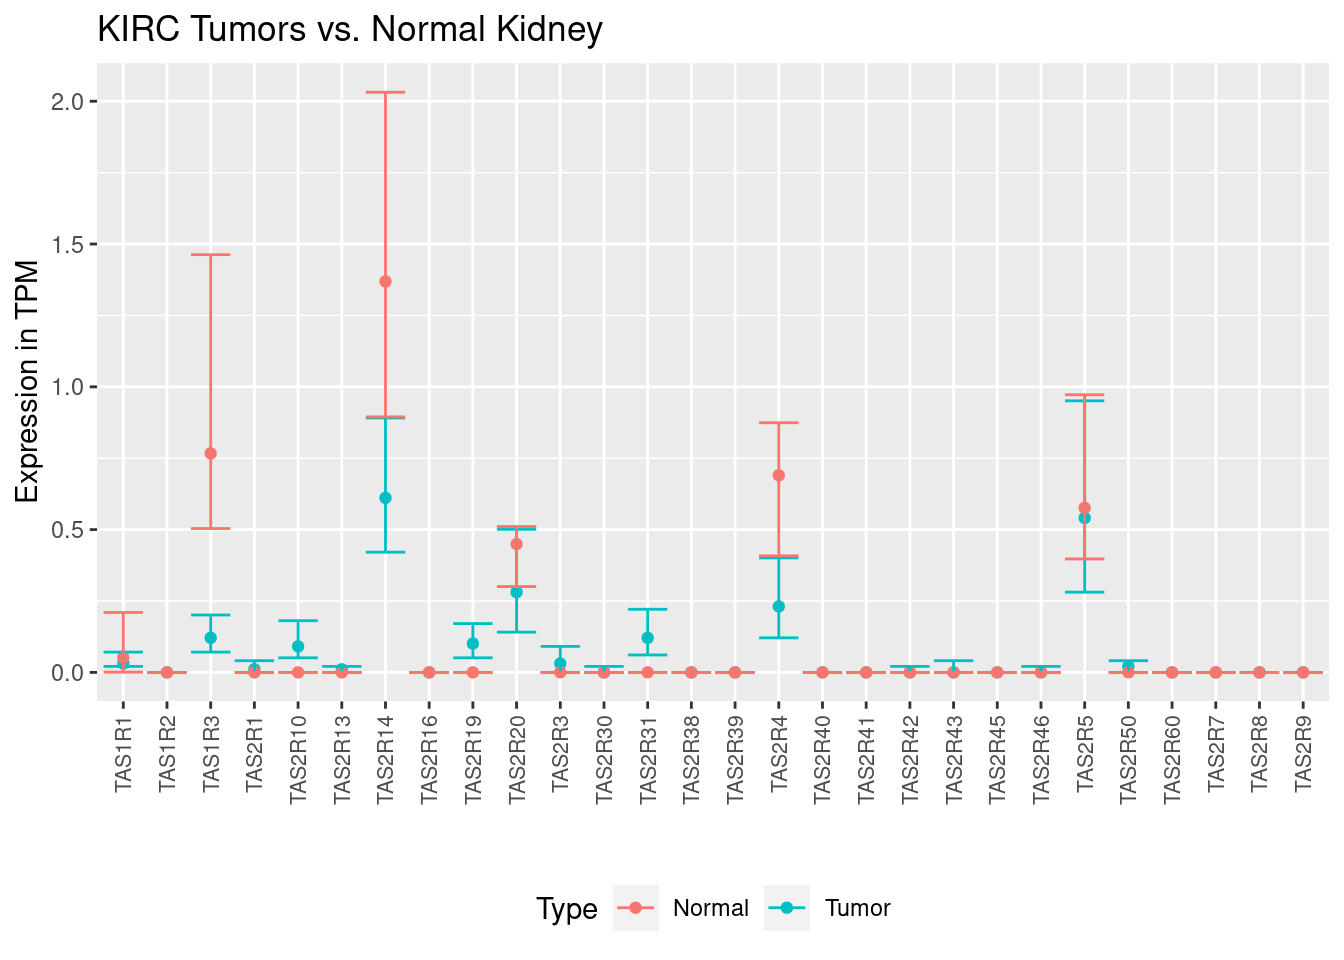 KIRC Tumors vs. Normal Kidney
Expression in TPM
2.0
1.5
1.0
0.5
0.0
TAS1R1
TAS1R2
TAS1R3
TAS2R1
TAS2R10
TAS2R13
TAS2R14
TAS2R16
TAS2R19
TAS2R20
TAS2R3
TAS2R30
TAS2R31
TAS2R38
TAS2R39
TAS2R4
TAS2R40
TAS2R41
TAS2R42
TAS2R43
TAS2R45
TAS2R46
TAS2R5
TAS2R50
TAS2R60
TAS2R7
TAS2R8
TAS2R9
Type Normal Tumor